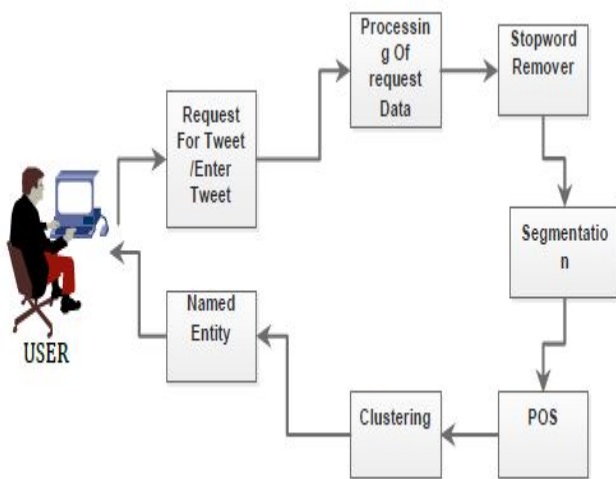 Request
For Tweet
/Enter
Tweet
Processin
g Of
request
Data
Stopword
Remover
Segmentatio
n
POS
Clustering
Named
Entity
USER